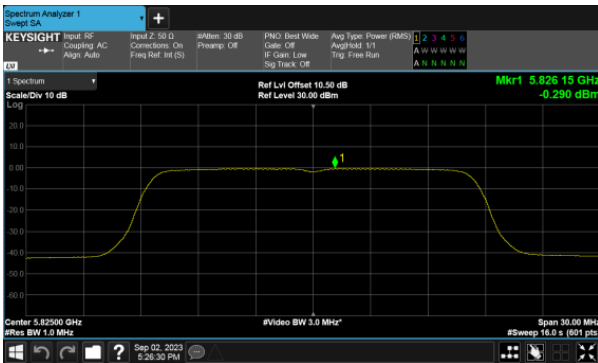 Spectrum Analyzer 1
Swept SA
+
KEYSIGHT Input: RF Input Z: 50 Ω #Atten: 30 dB PNO: Best Wide Avg Type: Power (RMS) 1 2 3 4 5 6
Coupling: AC Corrections: On Preamp: Off Gate: Off Avg|Hold: 1/1 A W W W W W
Align: Auto Freq Ref: Int (S) IF Gain: Low Trig: Free Run
Sig Track: Off A N N N N N
LXI
1 Spectrum Ref Lvl Offset 10.50 dB Mkr1 5.826 15 GHz
Scale/Div 10 dB Ref Level 30.00 dBm -0.290 dBm
Log
20.0
10.0
0.00
-10.0
-20.0
-30.0
-40.0
-50.0
-60.0
1
Center 5.82500 GHz #Video BW 3.0 MHz* Span 30.00 MHz
#Res BW 1.0 MHz #Sweep 16.0 s (601 pts)
? Sep 02, 2023
5:26:30 PM